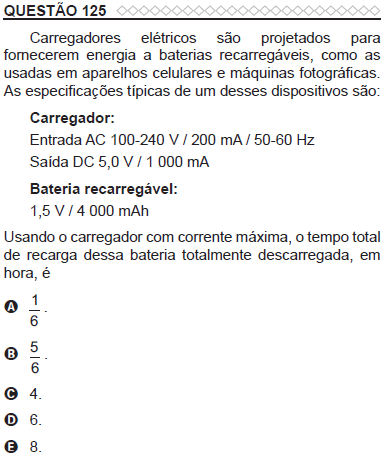 QUESTÃO 125
Carregadores elétricos são projetados para
fornecerem energia a baterias recarregáveis, como as
usadas em aparelhos celulares e máquinas fotográficas.
As especificações típicas de um desses dispositivos são:
Carregador:
Entrada AC 100-240 V / 200 mA / 50-60 Hz
Saída DC 5,0 V / 1 000 mA
Bateria recarregável:
1,5 V / 4 000 mAh
Usando o carregador com corrente máxima, o tempo total
de recarga dessa bateria totalmente descarregada, em
hora, é
A 1/6.
B 5/6.
C 4.
D 6.
E 8.